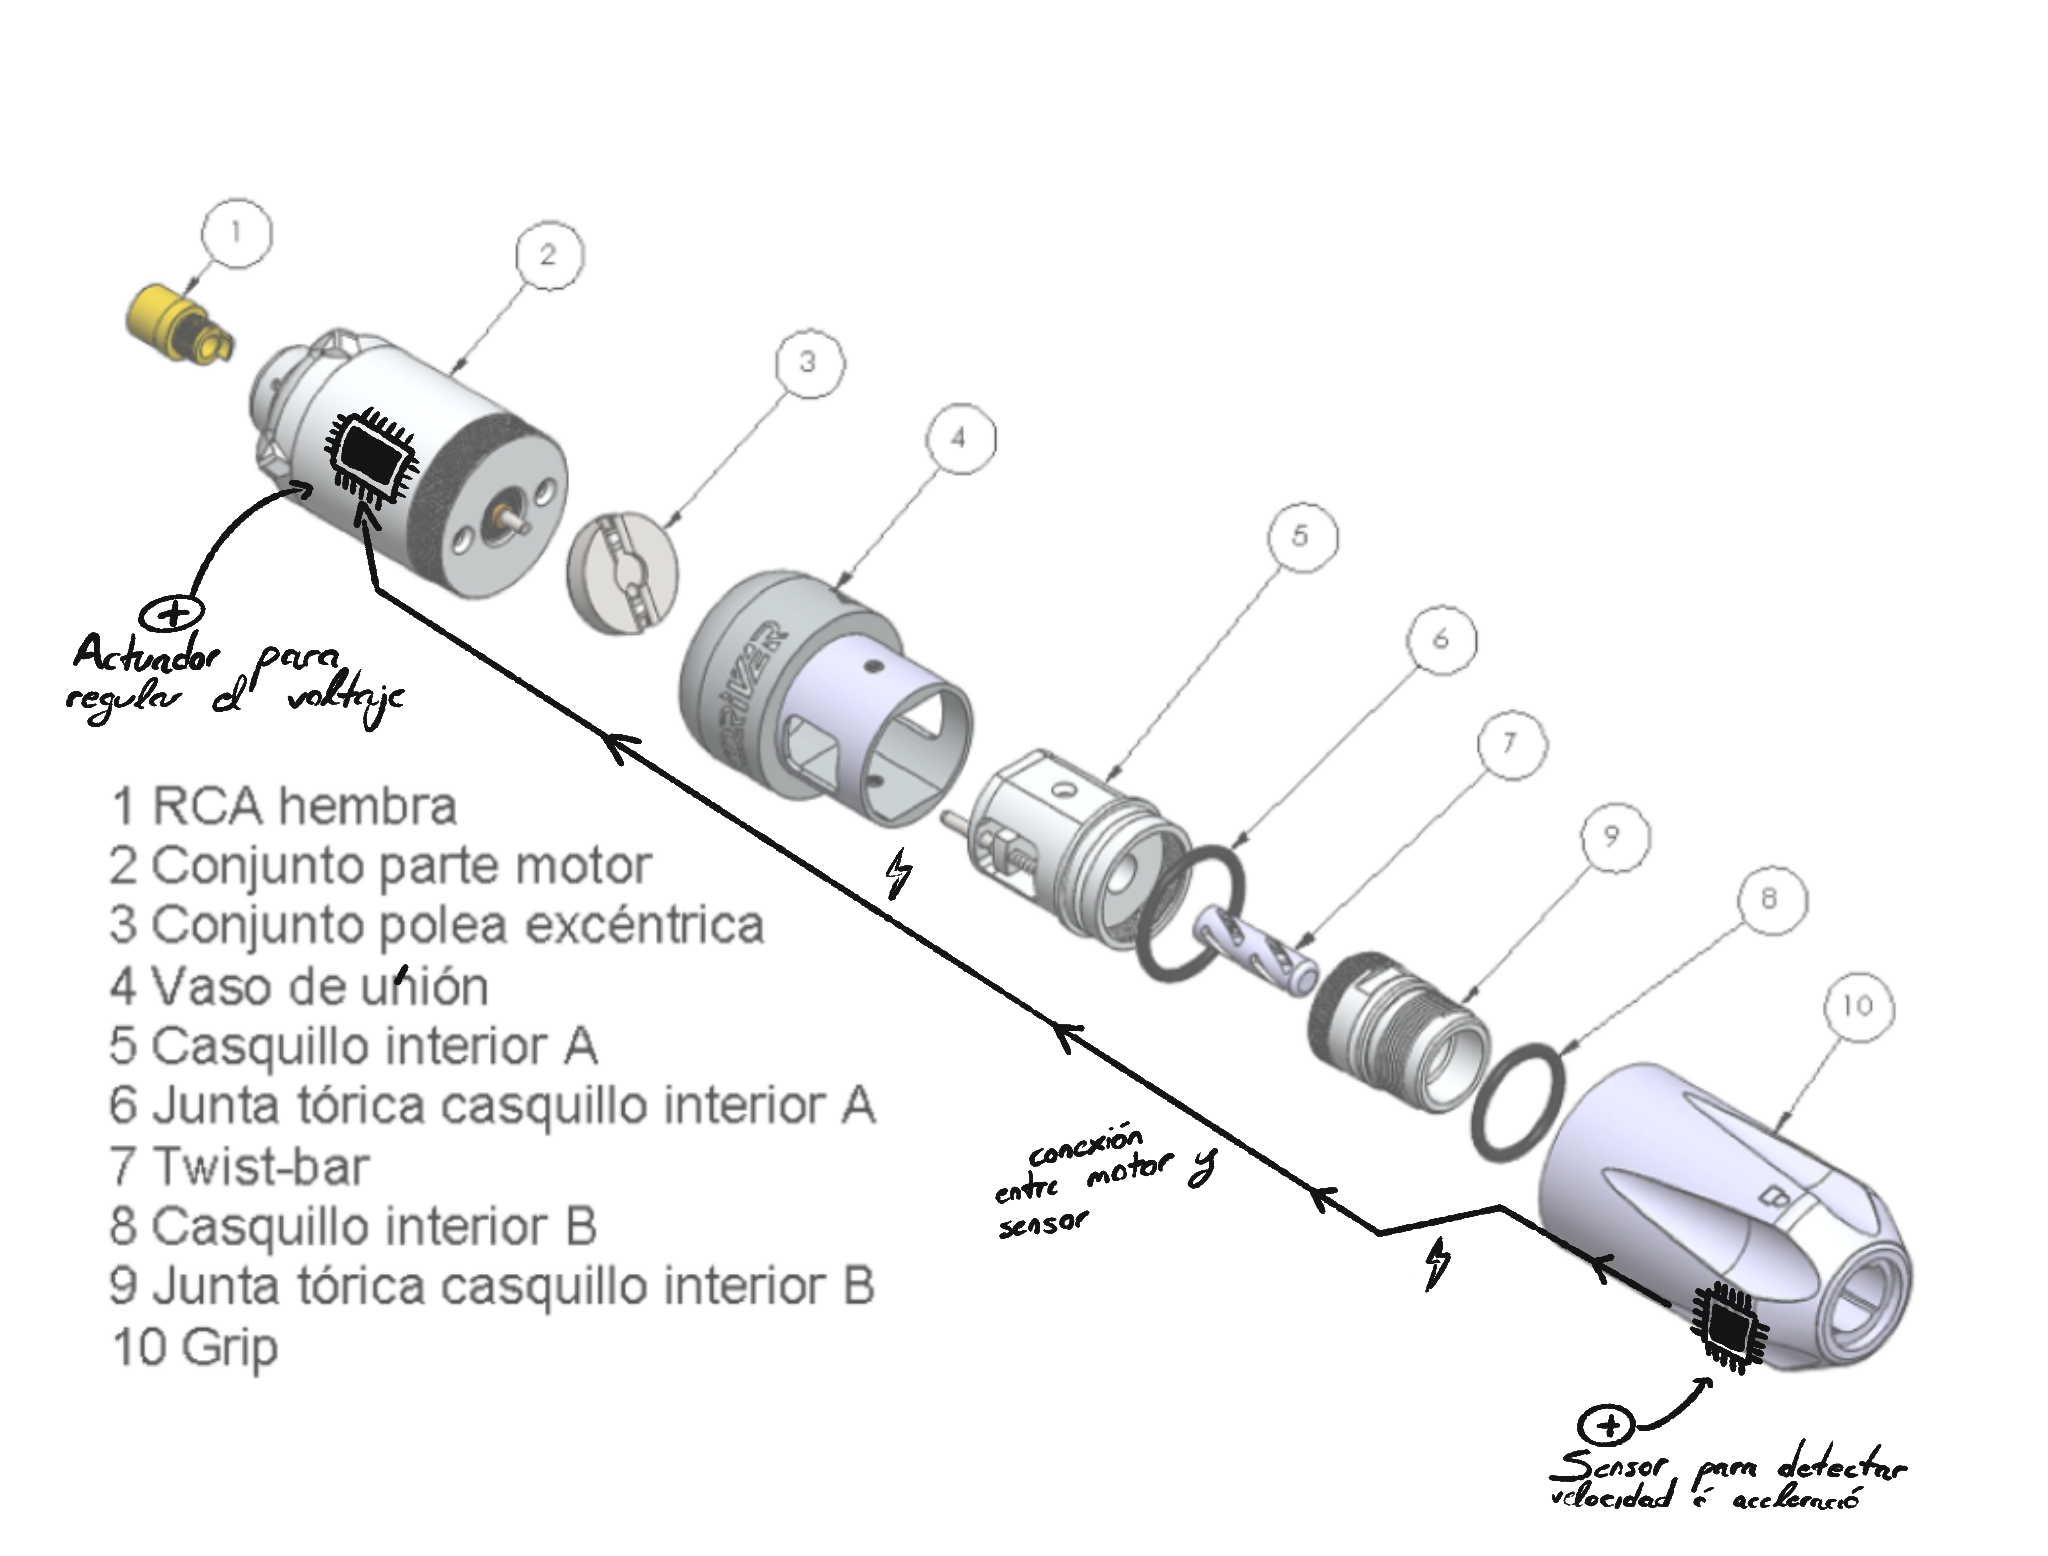 1
2
3
4
5
6
7
9
8
10
DRIVER
Actuador para
regular el voltaje
1 RCA hembra
2 Conjunto parte motor
3 Conjunto polea excéntrica
4 Vaso de unión
5 Casquillo interior A
6 Junta tórica casquillo interior A
7 Twist-bar
8 Casquillo interior B
9 Junta tórica casquillo interior B
10 Grip
conexión
entre motor y
sensor
Sensor para detectar
velocidad é acceleració